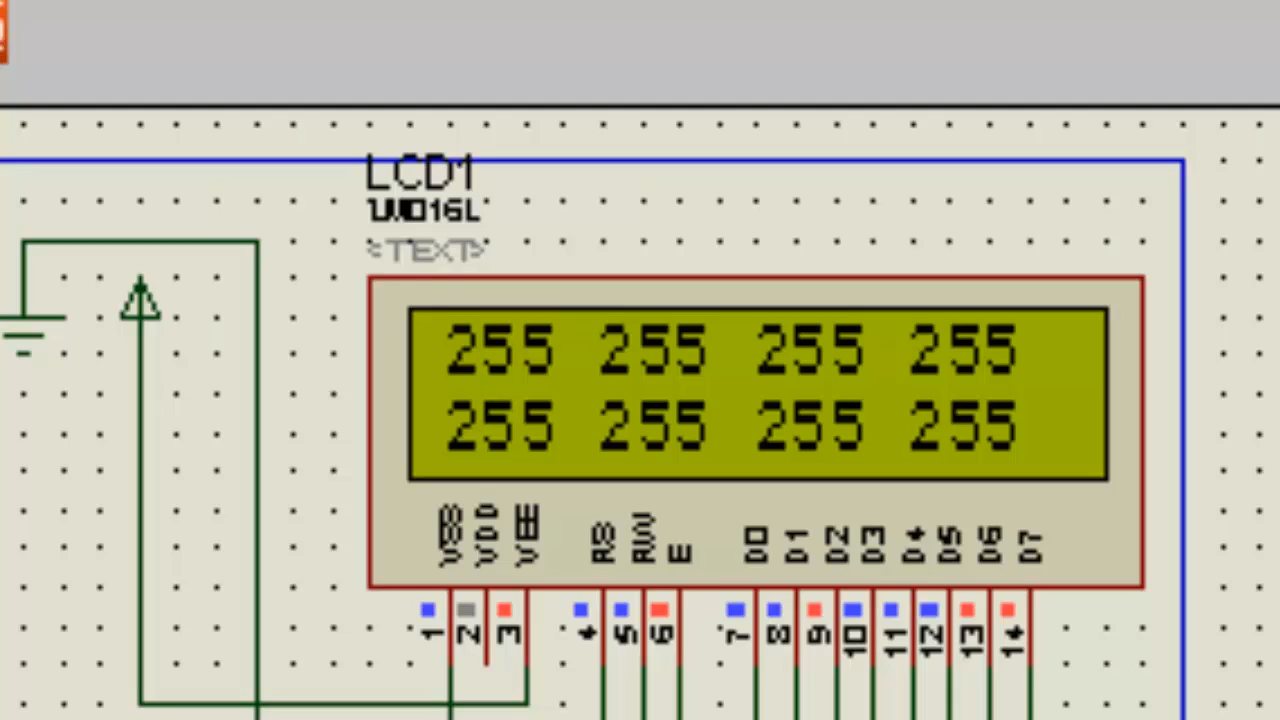 LCD1
LM016L
<TEXT>
255 255 255 255
255 255 255 255
VSS VDD VEE RS RW E D0 D1 D2 D3 D4 D5 D6 D7
1 2 3 4 5 6 7 8 9 10 11 12 13 14